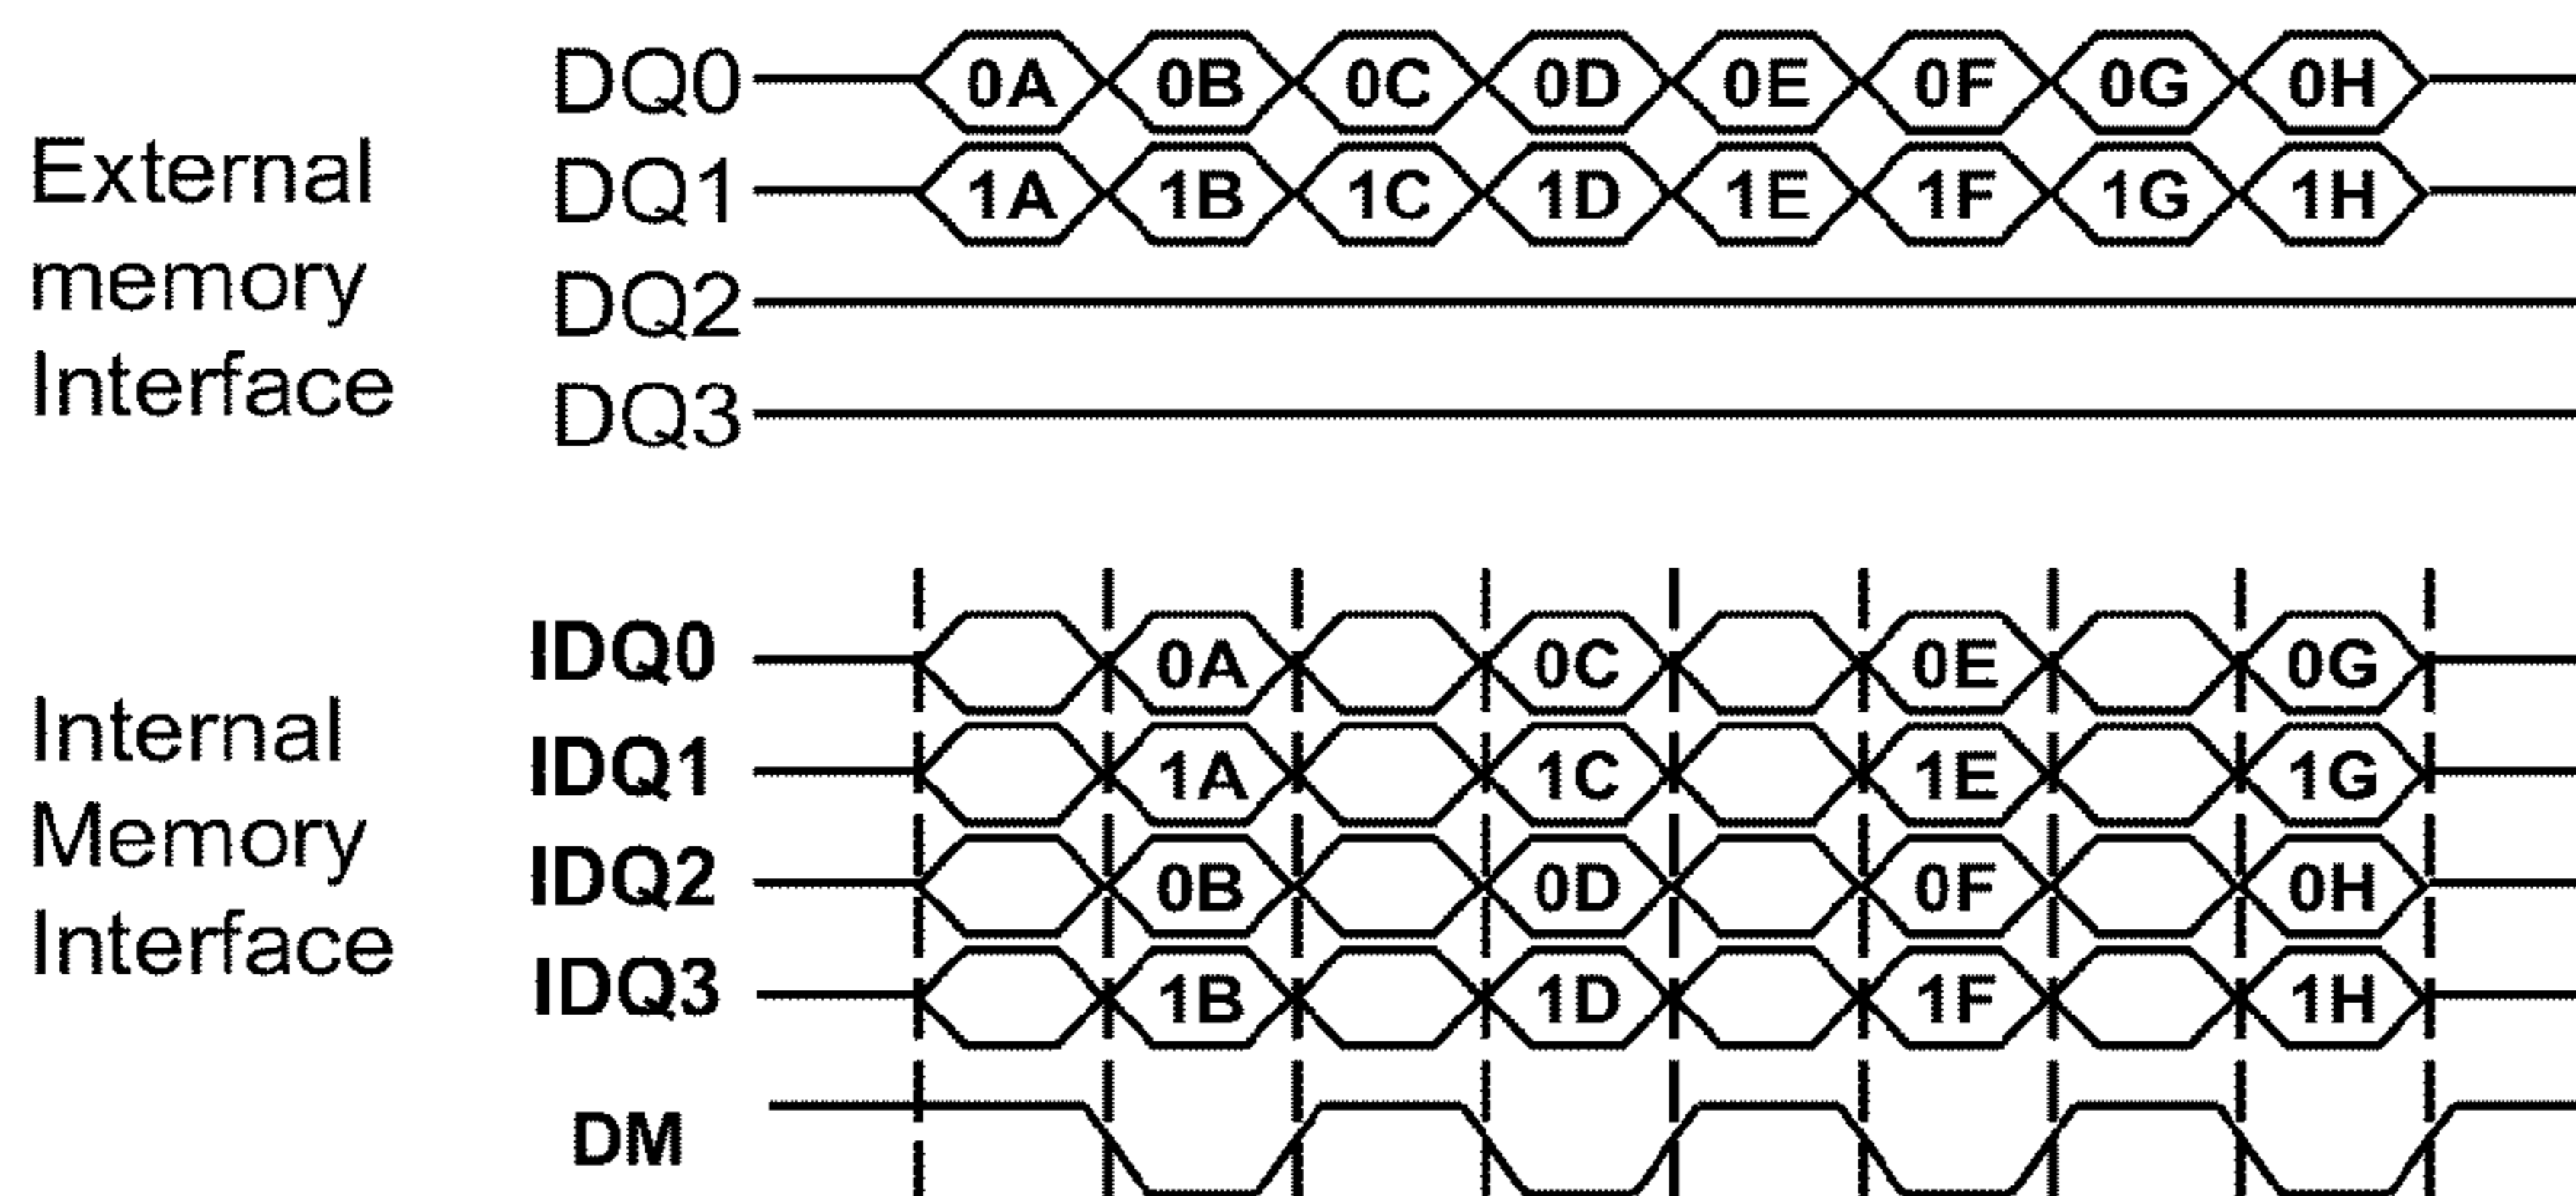 External
memory
Interface
DQ0 0A 0B 0C 0D 0E 0F 0G 0H
DQ1 1A 1B 1C 1D 1E 1F 1G 1H
DQ2
DQ3
Internal
Memory
Interface
IDQ0 0A 0C 0E 0G
IDQ1 1A 1C 1E 1G
IDQ2 0B 0D 0F 0H
IDQ3 1B 1D 1F 1H
DM